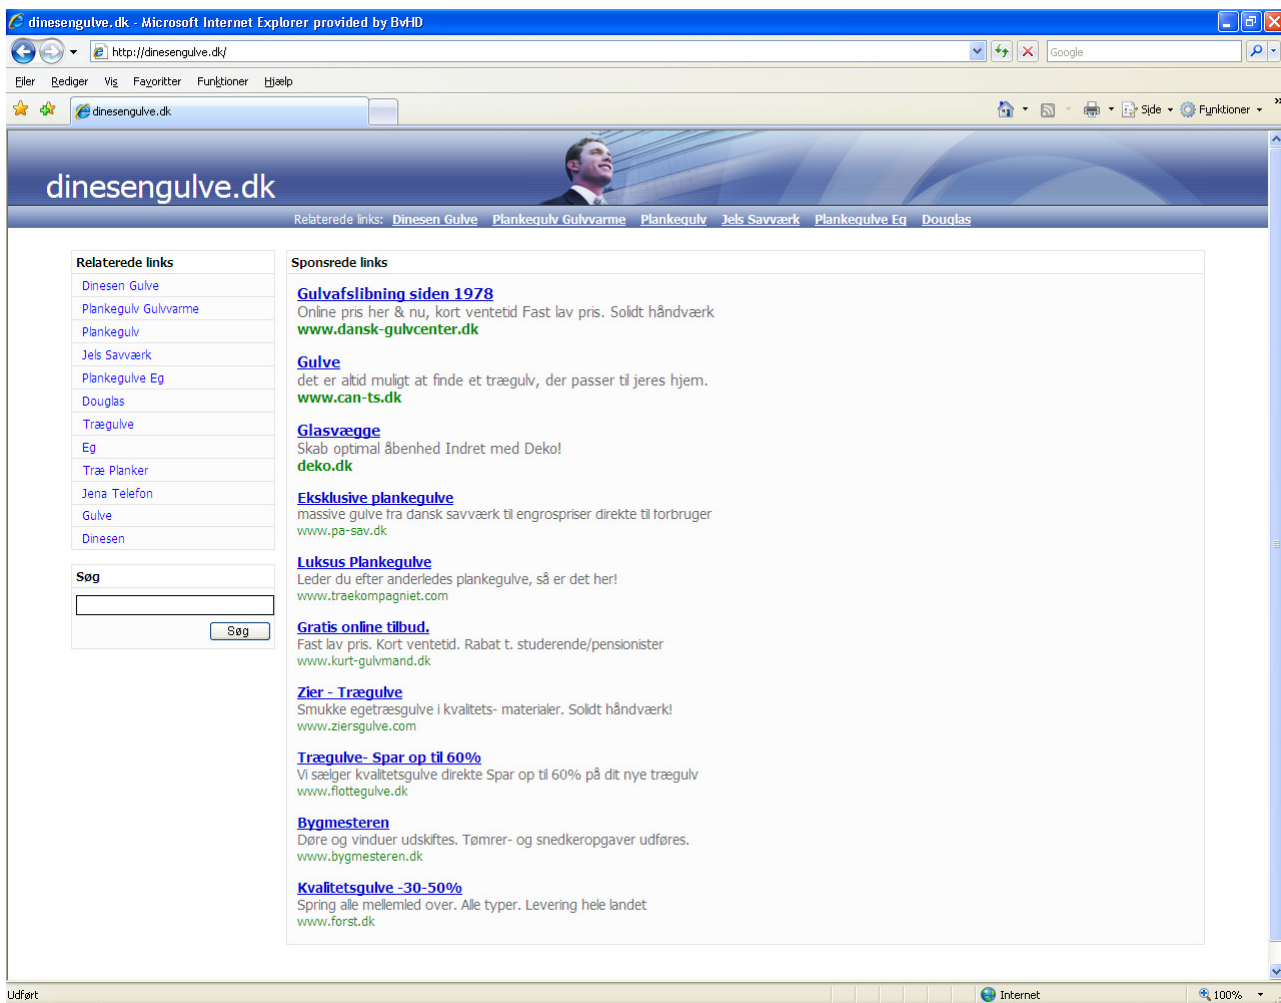 dinesengulve.dk - Microsoft Internet Explorer provided by BvHD
http://dinesengulve.dk/
Google
Filer Rediger Vis Favoritter Funktioner Hjælp
dinesengulve.dk
Side Funktioner »
dinesengulve.dk
Relaterede links: Dinesen Gulve Plankegulv Gulvvarme Plankegulv Jels Savværk Plankegulve Eg Douglas
Relaterede links
Dinesen Gulve
Plankegulv Gulvvarme
Plankegulv
Jels Savværk
Plankegulve Eg
Douglas
Trægulve
Eg
Træ Planker
Jena Telefon
Gulve
Dinesen
Søg
Søg
Sponsrede links
Gulvafslibning siden 1978
Online pris her & nu, kort ventetid Fast lav pris. Solidt håndværk
www.dansk-gulvcenter.dk
Gulve
det er altid muligt at finde et trægulv, der passer til jeres hjem.
www.can-ts.dk
Glasvægge
Skab optimal åbenhed Indret med Deko!
deko.dk
Eksklusive plankegulve
massive gulve fra dansk savværk til engrospriser direkte til forbruger
www.pa-sav.dk
Luksus Plankegulve
Leder du efter anderledes plankegulve, så er det her!
www.traekompagniet.com
Gratis online tilbud.
Fast lav pris. Kort ventetid. Rabat t. studerende/pensionister
www.kurt-gulvmand.dk
Zier - Trægulve
Smukke egetræsgulve i kvalitets- materialer. Solidt håndværk!
www.ziersgulve.com
Trægulve- Spar op til 60%
Vi sælger kvalitetsgulve direkte Spar op til 60% på dit nye trægulv
www.flottegulve.dk
Bygmesteren
Døre og vinduer udskiftes. Tømrer- og snedkeropgaver udføres.
www.bygmesteren.dk
Kvalitetsgulve -30-50%
Spring alle mellemled over. Alle typer. Levering hele landet
www.forst.dk
Udført Internet 100%